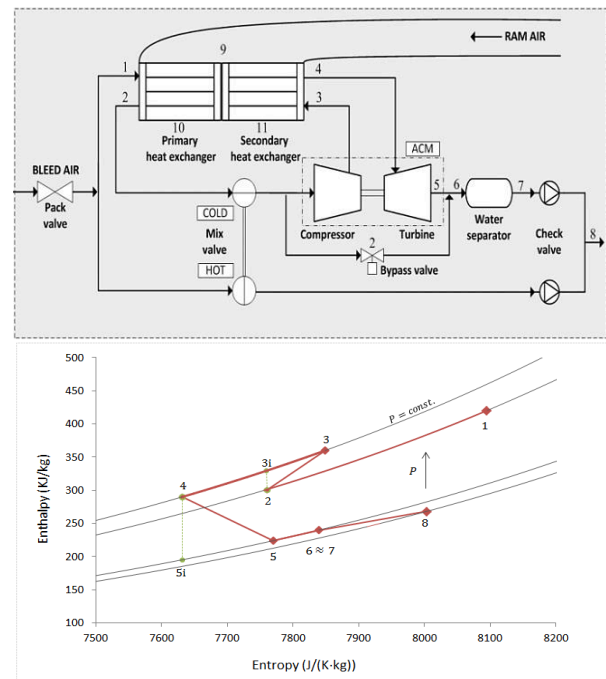 RAM AIR
9
1
4
2
3
10
11
Primary
heat exchanger
Secondary
heat exchanger
BLEED AIR
Pack
valve
ACM
5
6
7
COLD
Mix
valve
HOT
Compressor
Turbine
2
Bypass valve
Water
separator
Check
valve
8
500
450
400
350
300
250
200
150
100
Enthalpy (KJ/kg)
P = const.
3
1
3i
4
2
P
8
5
6 ≈ 7
5i
7500 7600 7700 7800 7900 8000 8100 8200
Entropy (J/(K·kg))